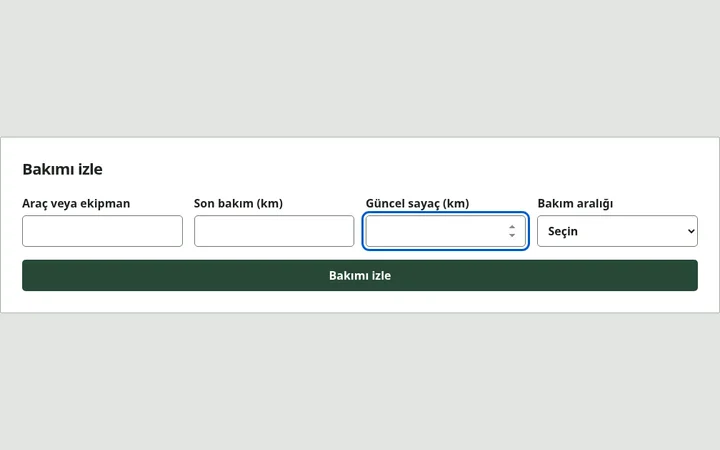 Bakımı izle
Araç veya ekipman
Son bakım (km)
Güncel sayaç (km)
Bakım aralığı
Seçin
Bakımı izle